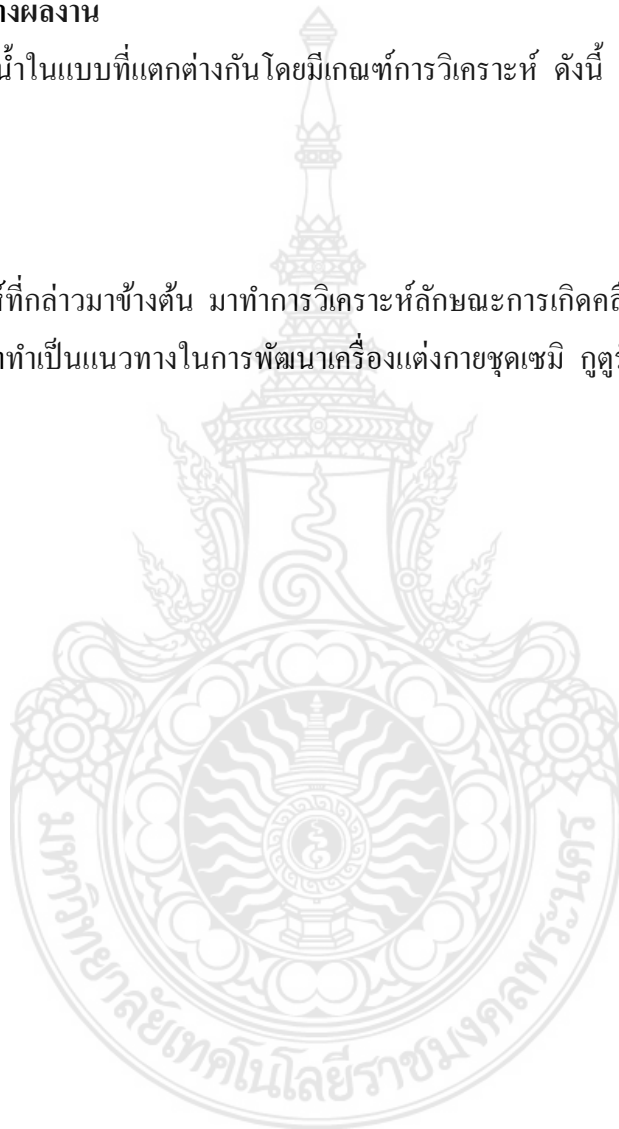 างผลงาน
น้ำในแบบที่แตกต่างกันโดยมีเกณฑ์การวิเคราะห์ ดังนี้
ที่กล่าวมาข้างต้น มาทำการวิเคราะห์ลักษณะการเกิดคลื
ทำเป็นแนวทางในการพัฒนาเครื่องแต่งกายชุดเซมิ กูตู
มหาวิทยาลัยเทคโนโลยีราชมงคลพระนคร